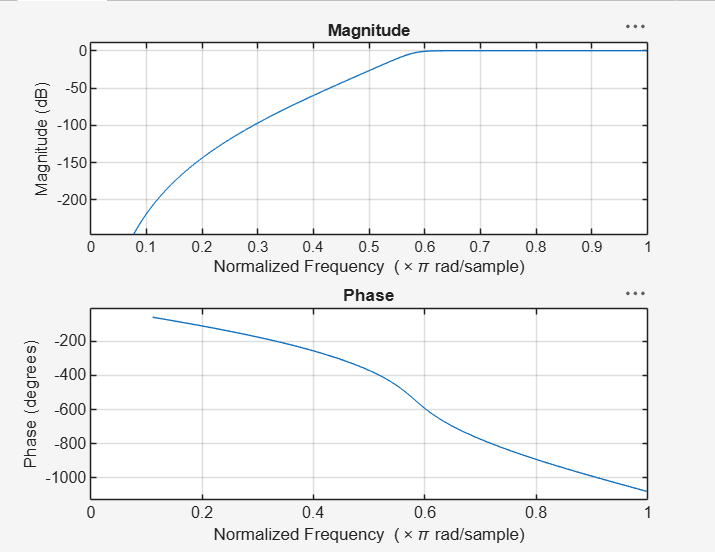 Magnitude
0
-50
-100
-150
-200
Magnitude (dB)
0 0.1 0.2 0.3 0.4 0.5 0.6 0.7 0.8 0.9 1
Normalized Frequency (× π rad/sample)
Phase
-200
-400
-600
-800
-1000
Phase (degrees)
0 0.2 0.4 0.6 0.8 1
Normalized Frequency (× π rad/sample)